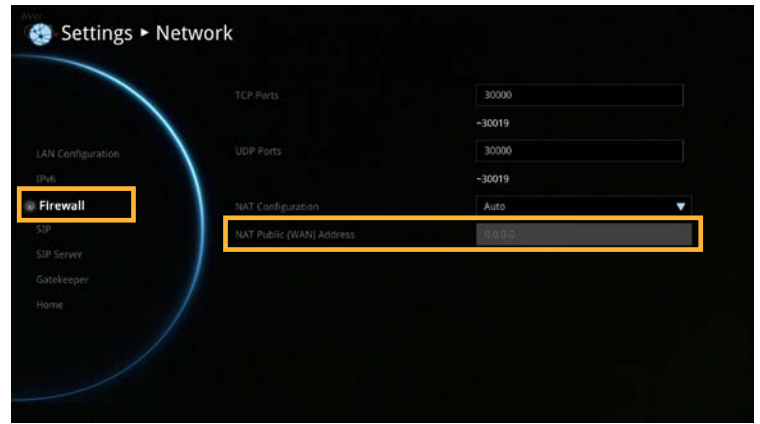 AVer
Settings ▸ Network
TCP Ports
30000
~30019
LAN Configuration
UDP Ports
30000
IPv6
~30019
Firewall
NAT Configuration
Auto
SIP
NAT Public (WAN) Address
0.0.0.0
SIP Server
Gatekeeper
Home